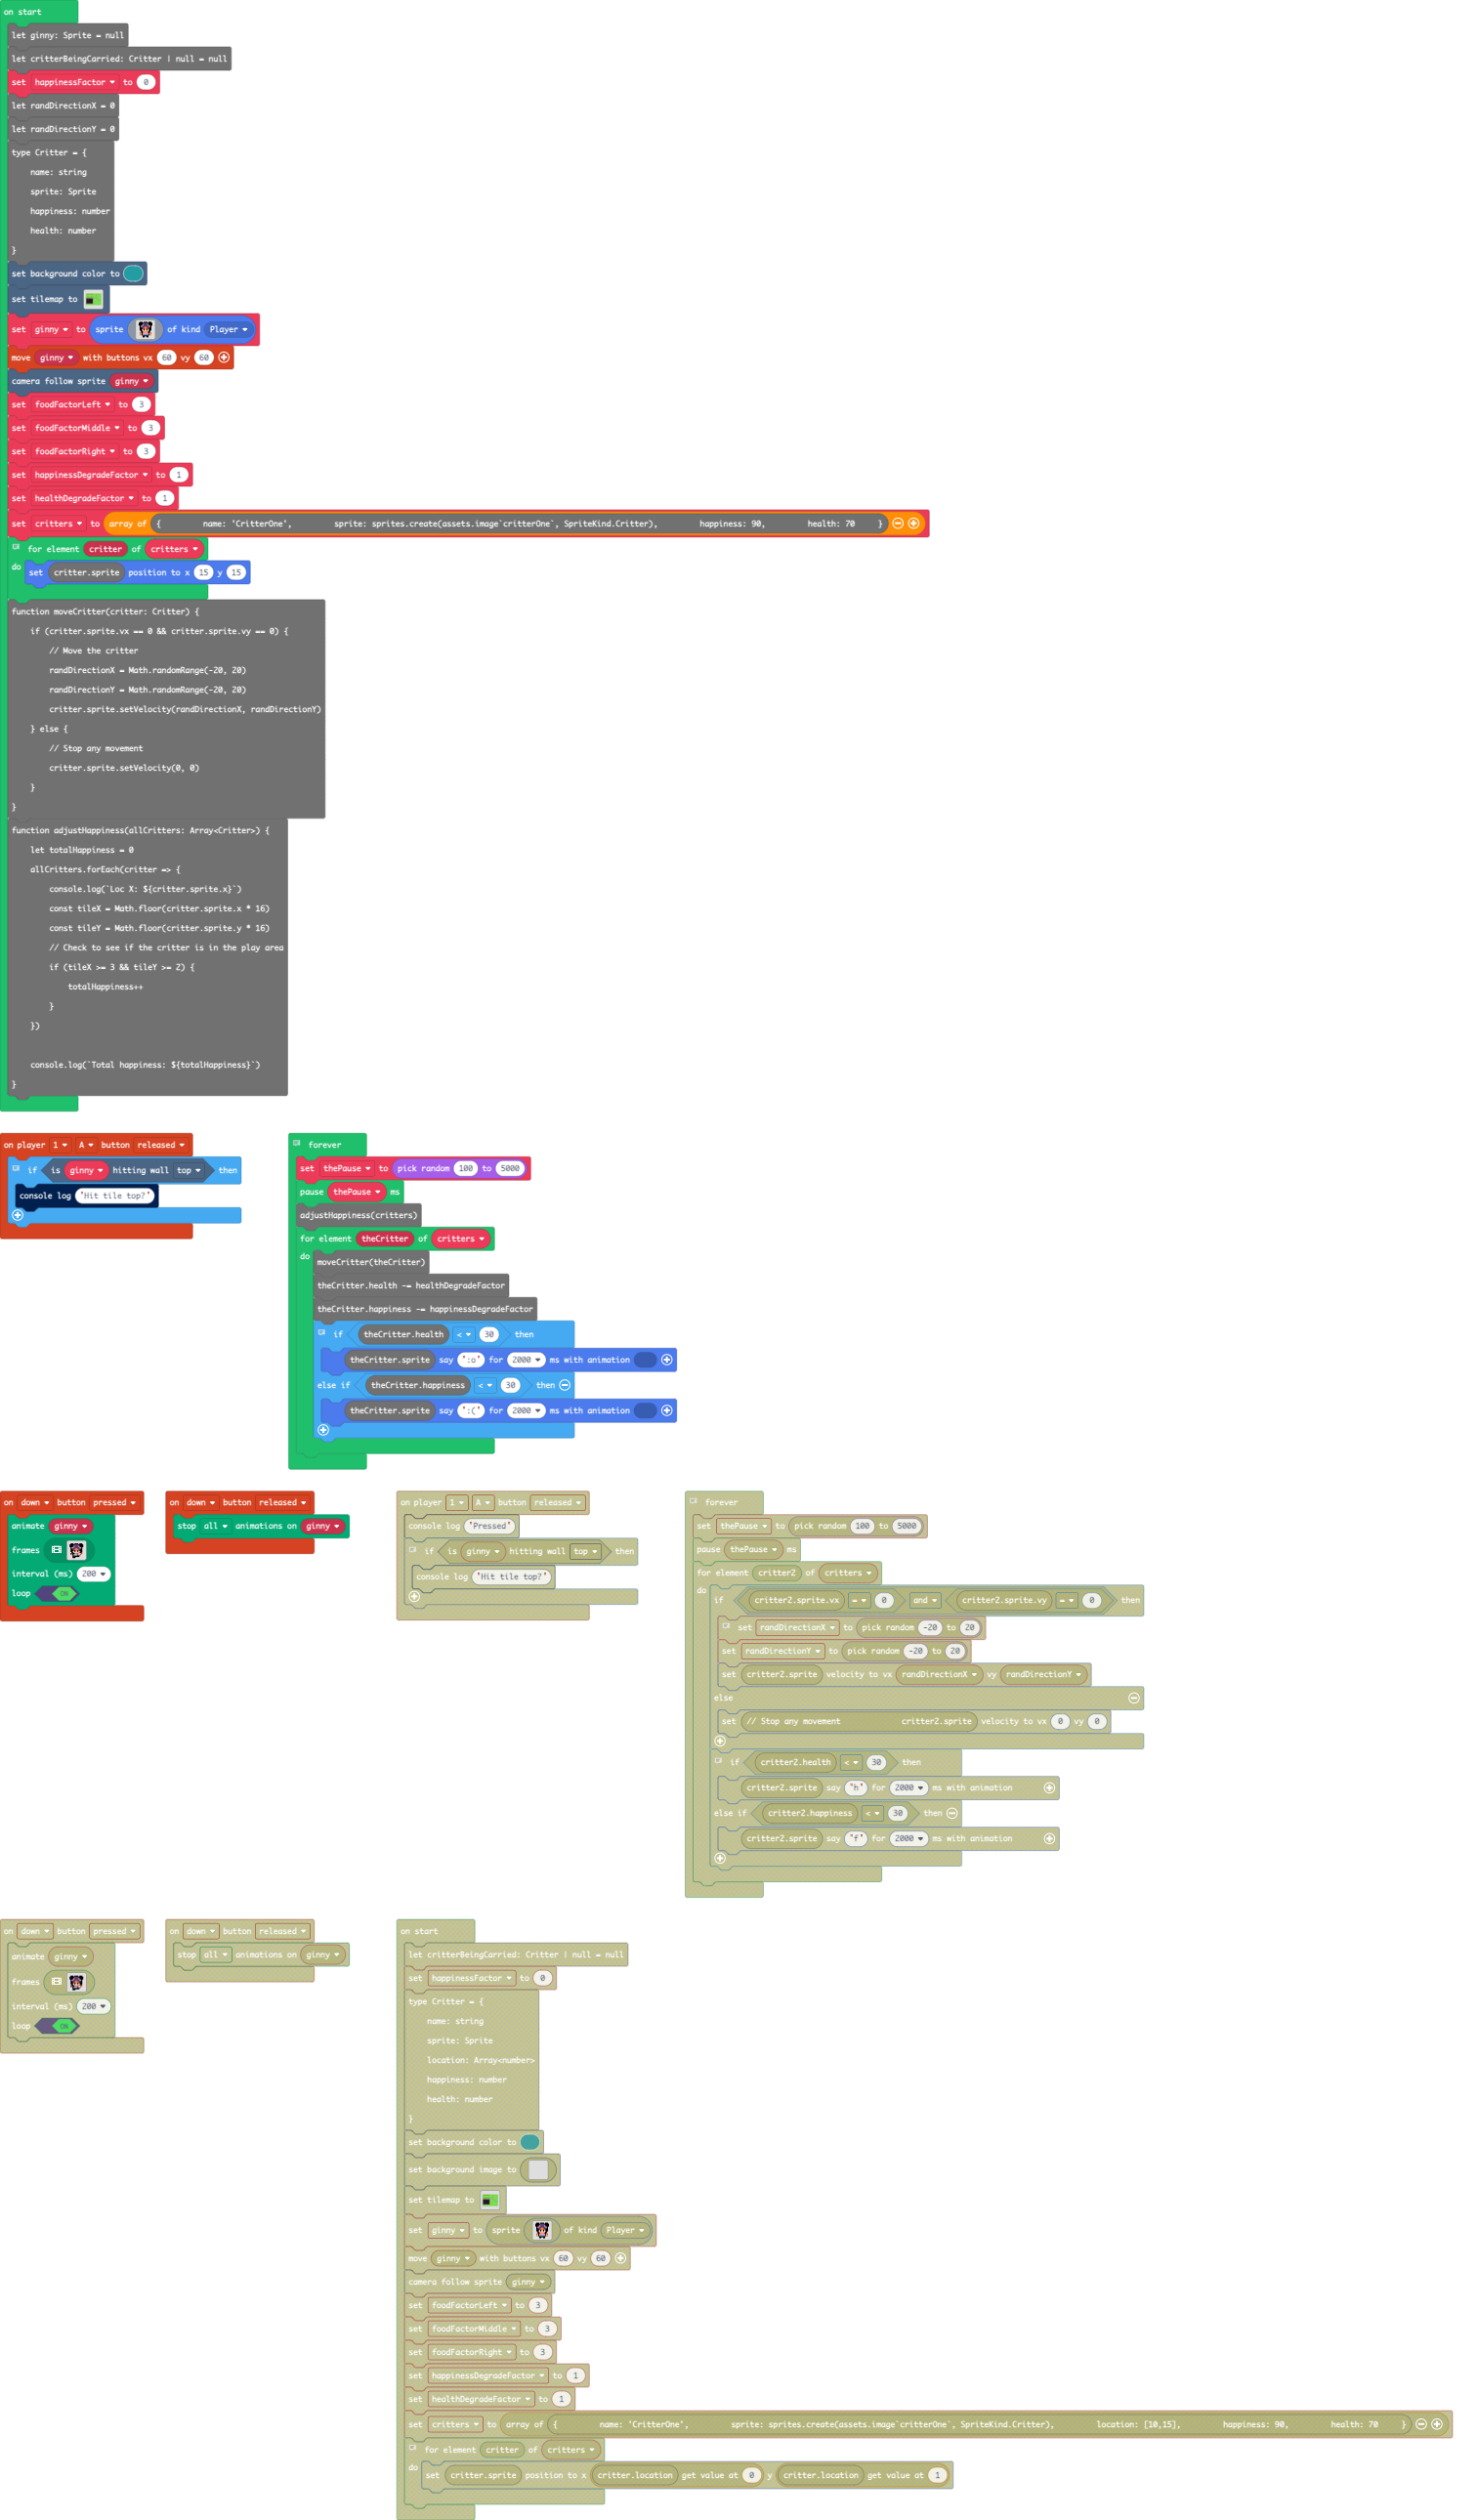 on start
let ginny: Sprite = null
let critterBeingCarried: Critter | null = null
set happinessFactor to 0
let randDirectionX = 0
let randDirectionY = 0
type Critter = {
name: string
sprite: Sprite
happiness: number
health: number
}
set background color to
set tilemap to
set ginny to sprite of kind Player
move ginny with buttons vx 60 vy 60
camera follow sprite ginny
set foodFactorLeft to 3
set foodFactorMiddle to 3
set foodFactorRight to 3
set happinessDegradeFactor to 1
set healthDegradeFactor to 1
set critters to array of { name: 'CritterOne', sprite: sprites.create(assets.image`critterOne`, SpriteKind.Critter), happiness: 90, health: 70 }
for element critter of critters
do set critter.sprite position to x 15 y 15
function moveCritter(critter: Critter) {
if (critter.sprite.vx == 0 && critter.sprite.vy == 0) {
// Move the critter
randDirectionX = Math.randomRange(-20, 20)
randDirectionY = Math.randomRange(-20, 20)
critter.sprite.setVelocity(randDirectionX, randDirectionY)
} else {
// Stop any movement
critter.sprite.setVelocity(0, 0)
}
}
function adjustHappiness(allCritters: Array<Critter>) {
let totalHappiness = 0
allCritters.forEach(critter => {
console.log(`Loc X: ${critter.sprite.x}`)
const tileX = Math.floor(critter.sprite.x * 16)
const tileY = Math.floor(critter.sprite.y * 16)
// Check to see if the critter is in the play area
if (tileX >= 3 && tileY >= 2) {
totalHappiness++
}
})
console.log(`Total happiness: ${totalHappiness}`)
}
on player 1 A button released
if is ginny hitting wall top then
console log "Hit tile top?"
forever
set thePause to pick random 100 to 5000
pause thePause ms
adjustHappiness(critters)
for element theCritter of critters
do moveCritter(theCritter)
theCritter.health -= healthDegradeFactor
theCritter.happiness -= happinessDegradeFactor
if theCritter.health < 30 then
theCritter.sprite say ":o" for 2000 ms with animation
else if theCritter.happiness < 30 then
theCritter.sprite say ":(" for 2000 ms with animation
on down button pressed
animate ginny
frames
interval (ms) 200
loop ON
on down button released
stop all animations on ginny
on player 1 A button released
console log "Pressed"
if is ginny hitting wall top then
console log "Hit tile top?"
forever
set thePause to pick random 100 to 5000
pause thePause ms
for element critter2 of critters
do if critter2.sprite.vx = 0 and critter2.sprite.vy = 0 then
set randDirectionX to pick random -20 to 20
set randDirectionY to pick random -20 to 20
set critter2.sprite velocity to vx randDirectionX vy randDirectionY
else
set // Stop any movement critter2.sprite velocity to vx 0 vy 0
if critter2.health < 30 then
critter2.sprite say "h" for 2000 ms with animation
else if critter2.happiness < 30 then
critter2.sprite say "f" for 2000 ms with animation
on down button pressed
animate ginny
frames
interval (ms) 200
loop ON
on down button released
stop all animations on ginny
on start
let critterBeingCarried: Critter | null = null
set happinessFactor to 0
type Critter = {
name: string
sprite: Sprite
location: Array<number>
happiness: number
health: number
}
set background color to
set background image to
set tilemap to
set ginny to sprite of kind Player
move ginny with buttons vx 60 vy 60
camera follow sprite ginny
set foodFactorLeft to 3
set foodFactorMiddle to 3
set foodFactorRight to 3
set happinessDegradeFactor to 1
set healthDegradeFactor to 1
set critters to array of { name: 'CritterOne', sprite: sprites.create(assets.image`critterOne`, SpriteKind.Critter), location: [10,15], happiness: 90, health: 70 }
for element critter of critters
do set critter.sprite position to x critter.location get value at 0 y critter.location get value at 1